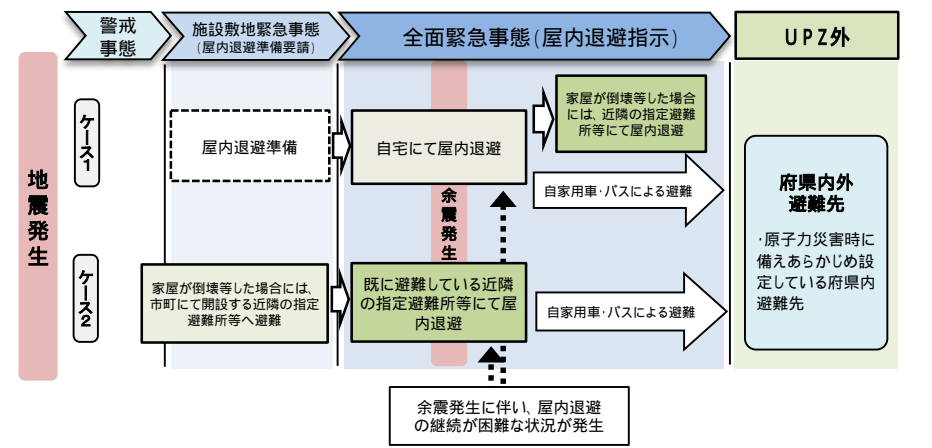 警戒
事態
施設敷地緊急事態
(屋内退避準備要請)
全面緊急事態(屋内退避指示)
UPZ外
地震発生
ケース1
屋内退避準備
自宅にて屋内退避
家屋が倒壊等した場合
には、近隣の指定避難
所等にて屋内退避
自家用車・バスによる避難
余震発生
府県内外
避難先
・原子力災害時に
備えあらかじめ設
定している府県内
避難先
ケース2
家屋が倒壊等した場合には、
市町にて開設する近隣の指定
避難所等へ避難
既に避難している近隣
の指定避難所等にて屋
内退避
自家用車・バスによる避難
余震発生に伴い、屋内退避
の継続が困難な状況が発生